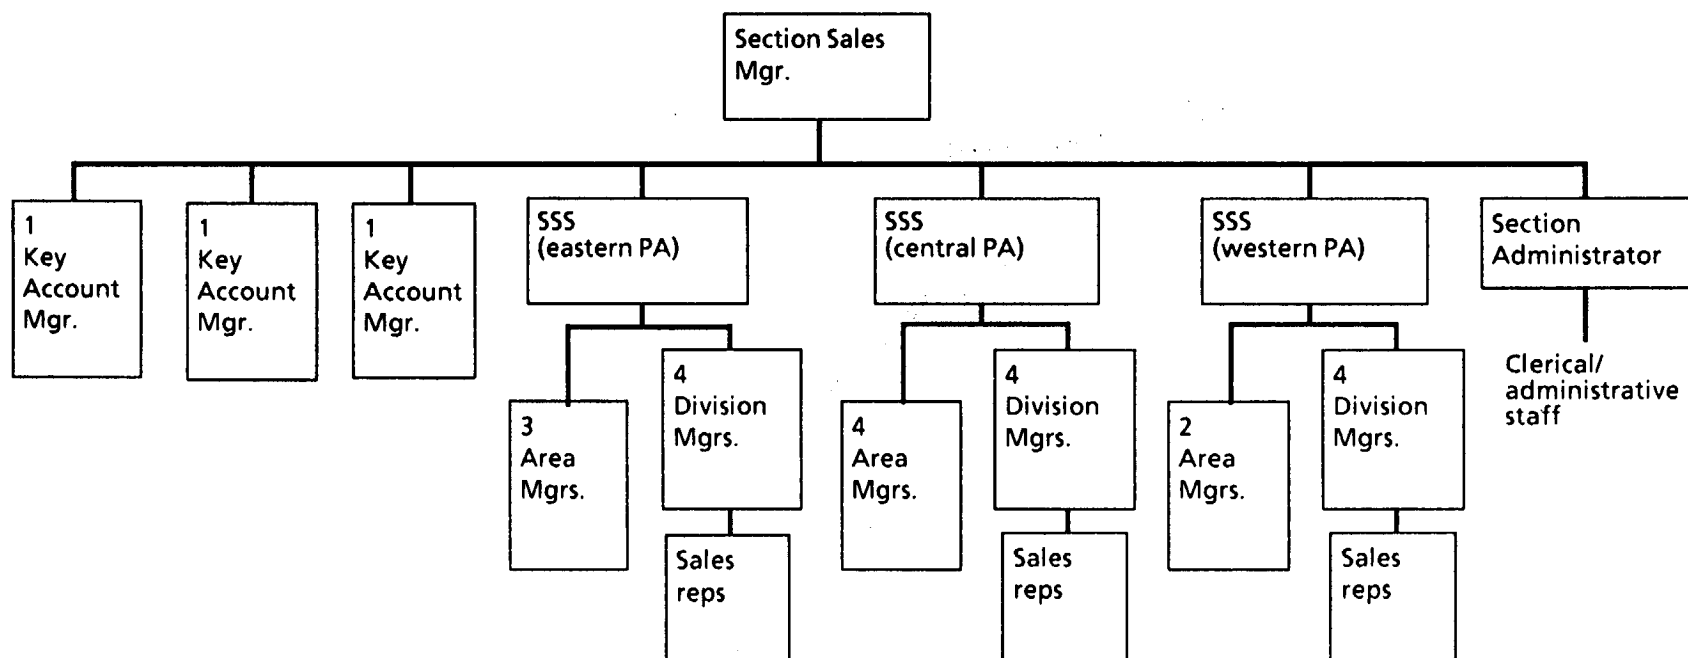 Section Sales
Mgr.
1
Key
Account
Mgr.
1
Key
Account
Mgr.
1
Key
Account
Mgr.
SSS
(eastern PA)
SSS
(central PA)
SSS
(western PA)
Section
Administrator
3
Area
Mgrs.
4
Division
Mgrs.
Sales
reps
4
Area
Mgrs.
4
Division
Mgrs.
Sales
reps
2
Area
Mgrs.
4
Division
Mgrs.
Sales
reps
Clerical/
administrative
staff